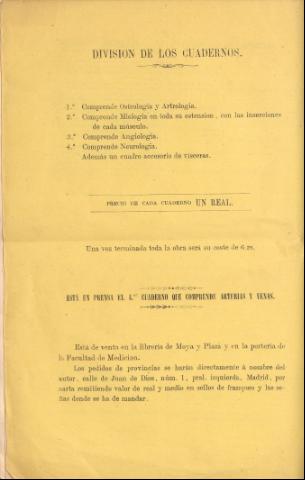 DIVISION DE LOS CUADERNOS.
1.º Comprende Osteología y Artrología.
2.º Comprende Miología en toda su estension, con las inserciones
de cada músculo.
3.º Comprende Angiología.
4.º Comprende Neurología.
Además un cuadro accesorio de vísceras.
PRECIO DE CADA CUADERNO UN REAL.
Una vez terminada toda la obra será su coste de 6 rs.
ESTÁ EN PRENSA EL CUADERNO QUE COMPRENDE ARTERIAS Y VENAS.
Está de venta en la librería de Moya y Plaza y en la portería de
la Facultad de Medicina.
Los pedidos de provincias se harán directamente á nombre del
autor, calle de Juan de Dios, núm. 1, pral. izquierda, Madrid, por
carta remitiendo valor de real y medio en sellos de franqueo y las se-
ñas donde se ha de mandar.